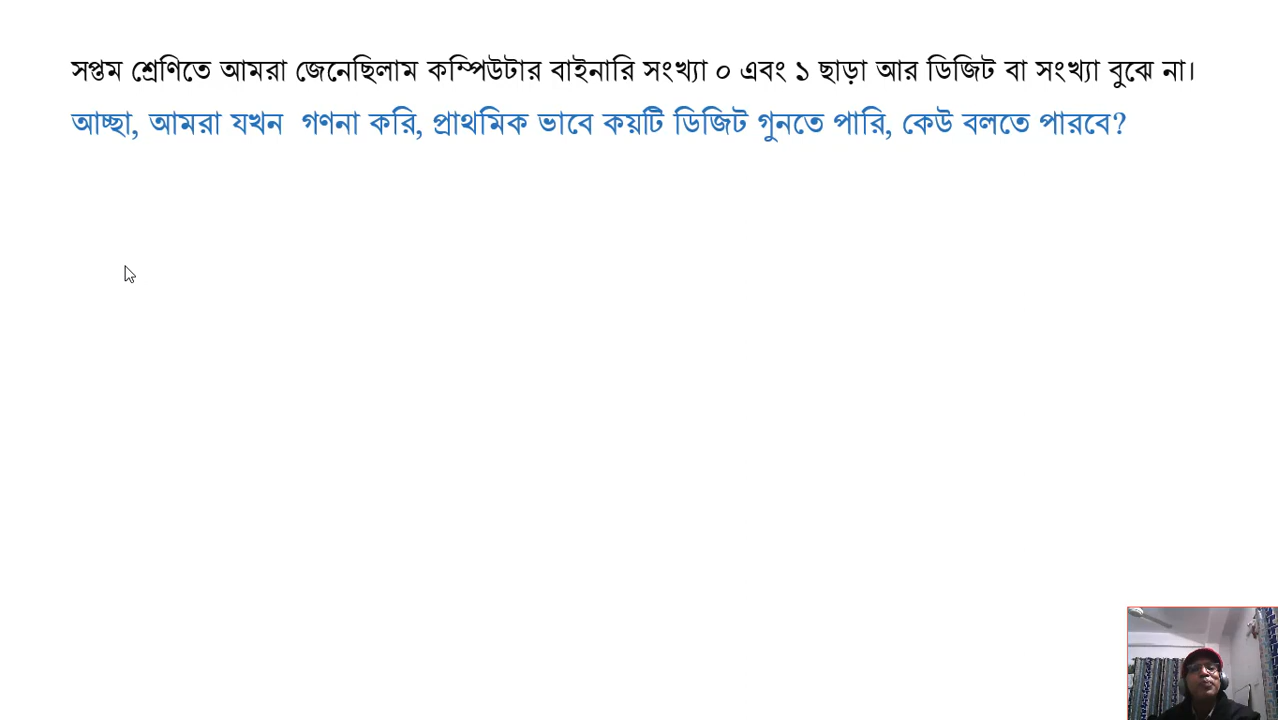 সপ্তম শ্রেণিতে আমরা জেনেছিলাম কম্পিউটার বাইনারি সংখ্যা ০ এবং ১ ছাড়া আর ডিজিট বা সংখ্যা বুঝে না।
আচ্ছা, আমরা যখন গণনা করি, প্রাথমিক ভাবে কয়টি ডিজিট গুনতে পারি, কেউ বলতে পারবে?